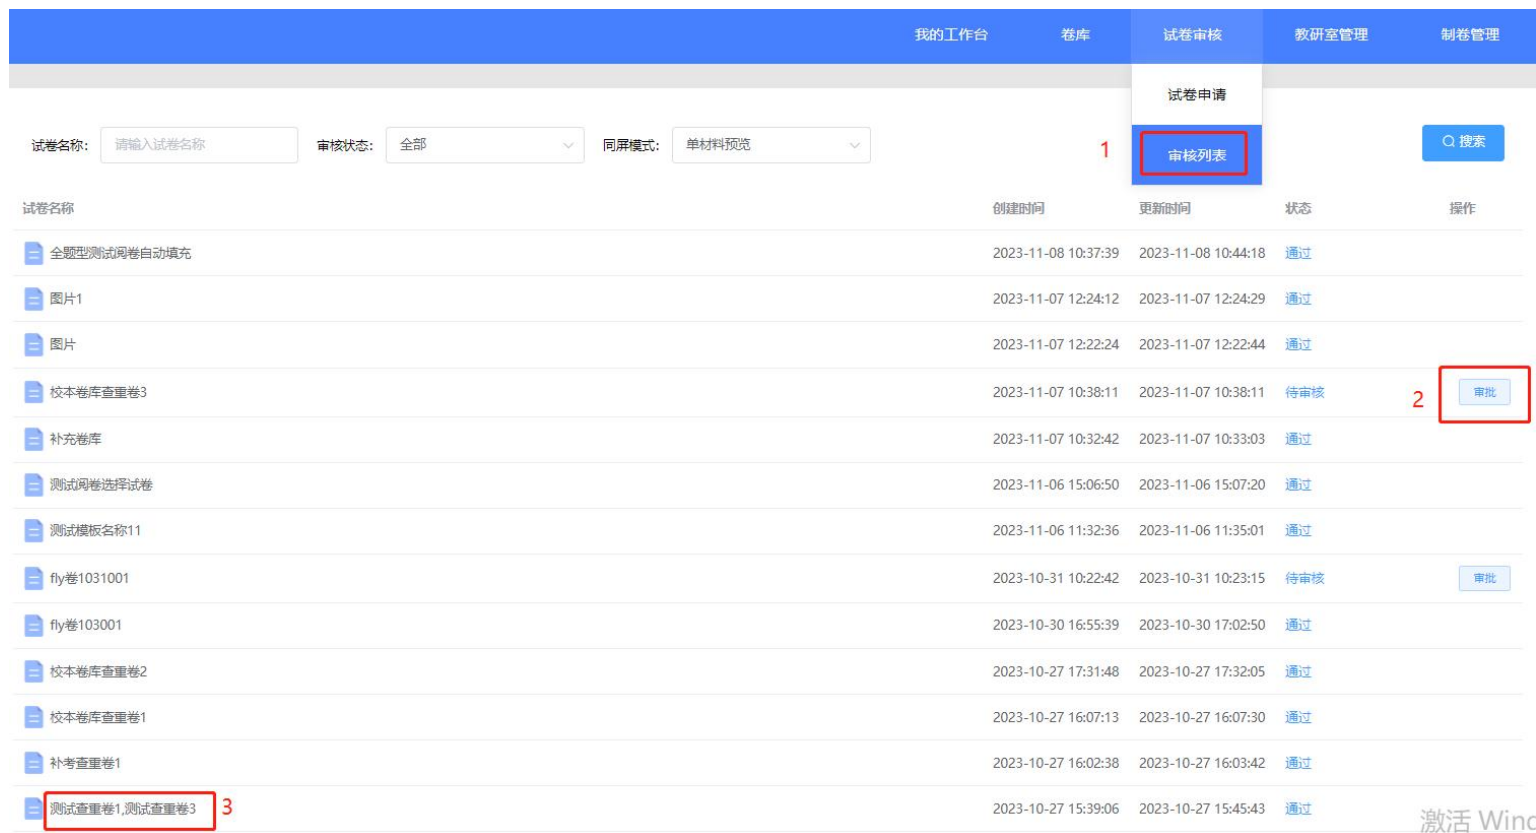 我的工作台 卷库 试卷审核 教研室管理 制卷管理
试卷申请
试卷名称: 请输入试卷名称 审核状态: 全部 同屏模式: 单材料预览 1 审核列表 搜索
试卷名称 创建时间 更新时间 状态 操作
全题型测试阅卷自动填充 2023-11-08 10:37:39 2023-11-08 10:44:18 通过
图片1 2023-11-07 12:24:12 2023-11-07 12:24:29 通过
图片 2023-11-07 12:22:24 2023-11-07 12:22:44 通过
校本卷库查重卷3 2023-11-07 10:38:11 2023-11-07 10:38:11 待审核 2 审批
补充卷库 2023-11-07 10:32:42 2023-11-07 10:33:03 通过
测试阅卷选择试卷 2023-11-06 15:06:50 2023-11-06 15:07:20 通过
测试模板名称11 2023-11-06 11:32:36 2023-11-06 11:35:01 通过
fly卷1031001 2023-10-31 10:22:42 2023-10-31 10:23:15 待审核 审批
fly卷103001 2023-10-30 16:55:39 2023-10-30 17:02:50 通过
校本卷库查重卷2 2023-10-27 17:31:48 2023-10-27 17:32:05 通过
校本卷库查重卷1 2023-10-27 16:07:13 2023-10-27 16:07:30 通过
补考查重卷1 2023-10-27 16:02:38 2023-10-27 16:03:42 通过
测试查重卷1,测试查重卷3 3 2023-10-27 15:39:06 2023-10-27 15:45:43 通过
激活 Wind